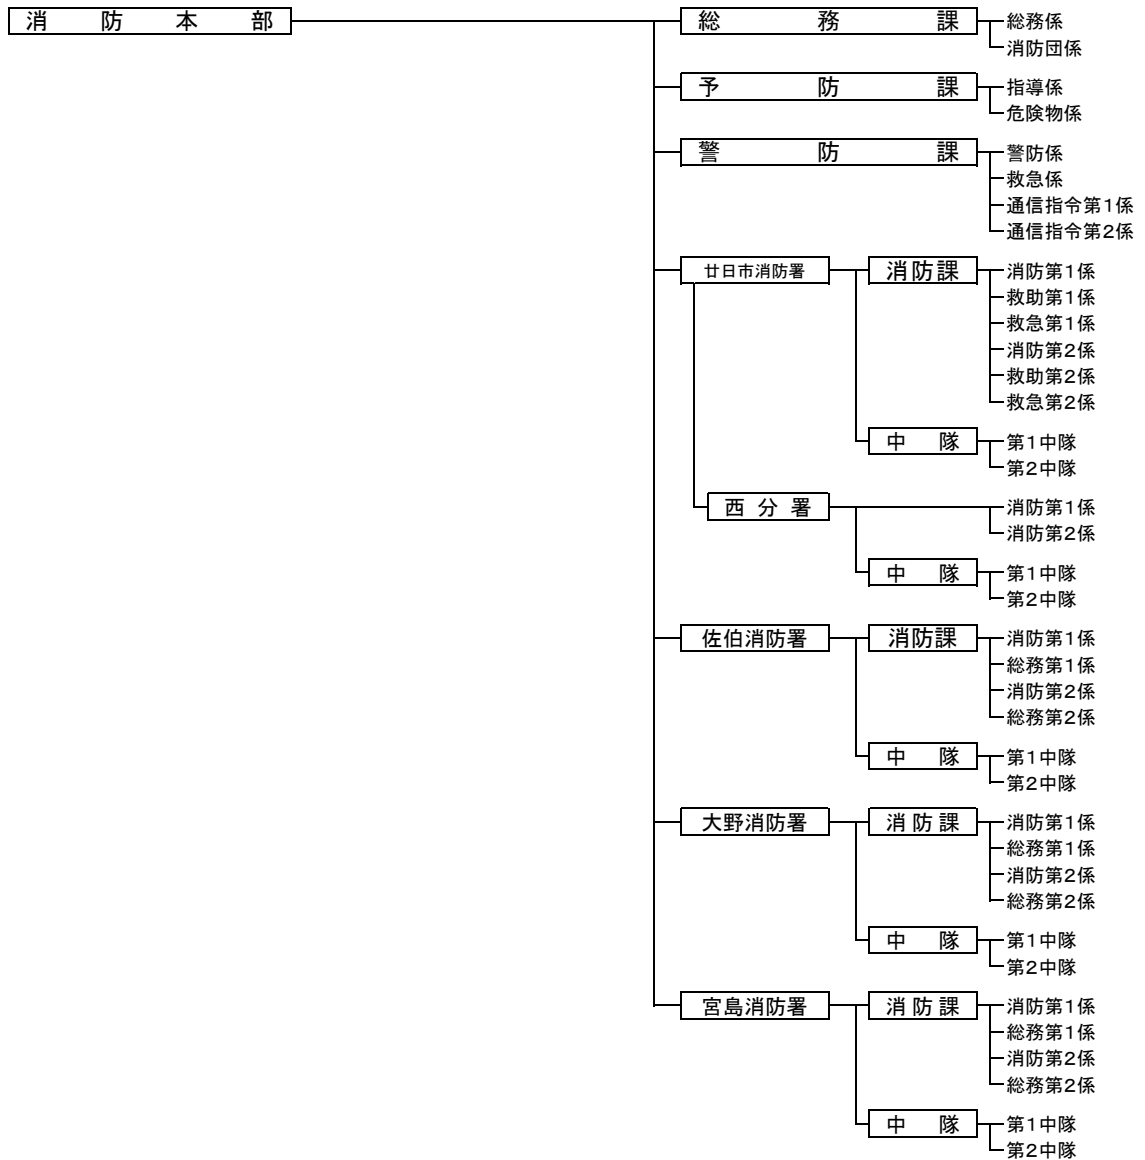 消防本部 総務課 総務係
消防団係
予防課 指導係
危険物係
警防課 警防係
救急係
通信指令第1係
通信指令第2係
廿日市消防署 消防課 消防第1係
救助第1係
救急第1係
消防第2係
救助第2係
救急第2係
中隊 第1中隊
第2中隊
西分署 消防第1係
消防第2係
中隊 第1中隊
第2中隊
佐伯消防署 消防課 消防第1係
総務第1係
消防第2係
総務第2係
中隊 第1中隊
第2中隊
大野消防署 消防課 消防第1係
総務第1係
消防第2係
総務第2係
中隊 第1中隊
第2中隊
宮島消防署 消防課 消防第1係
総務第1係
消防第2係
総務第2係
中隊 第1中隊
第2中隊